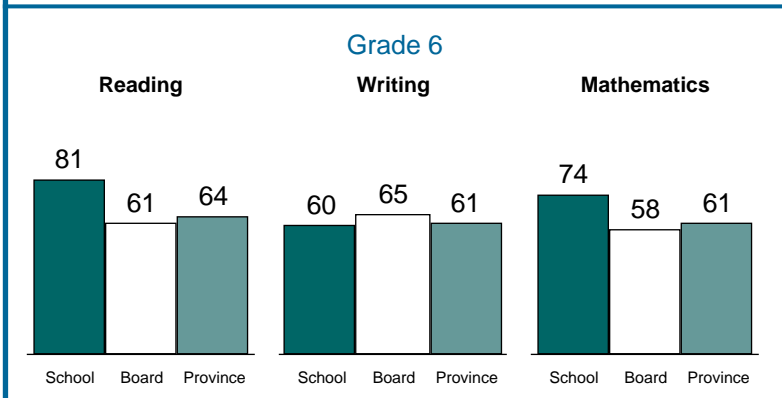 Grade 6
Reading Writing Mathematics
81 61 64 60 65 61 74 58 61
School Board Province School Board Province School Board Province